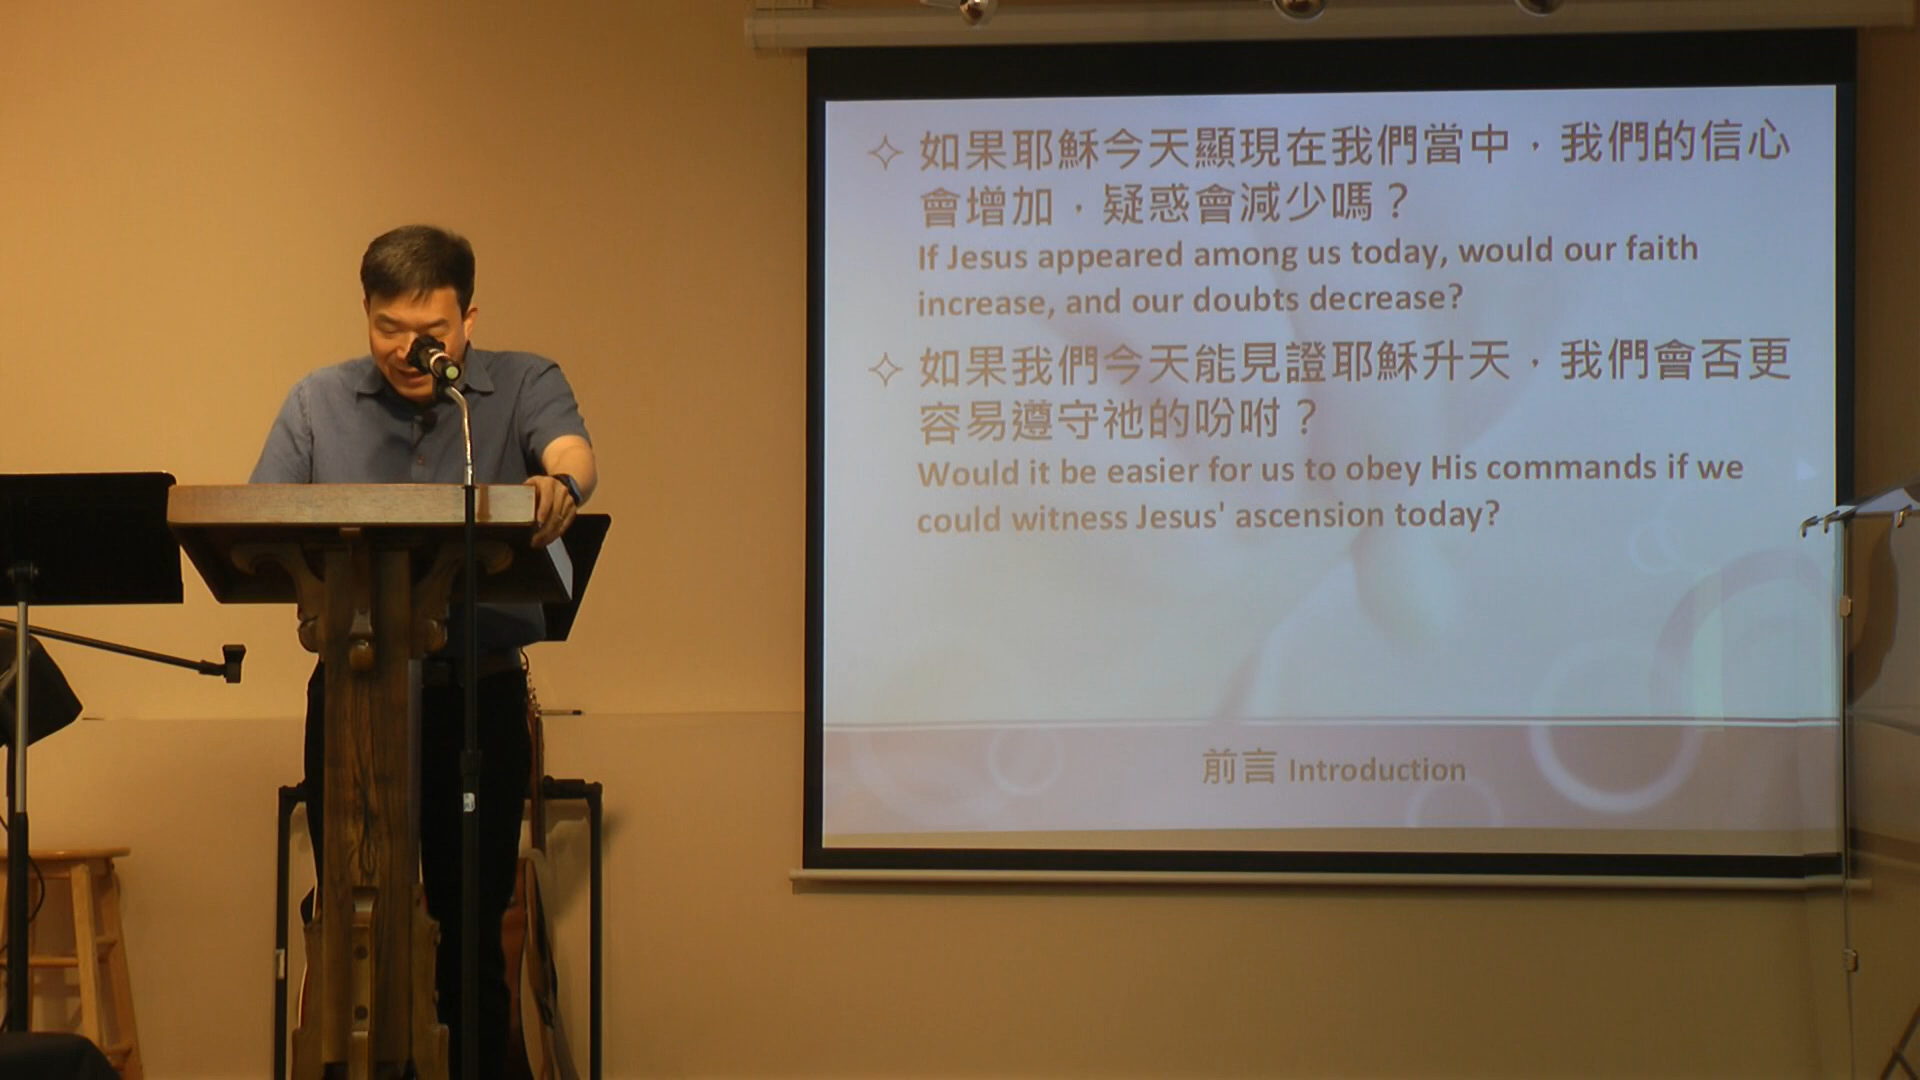 如果耶穌今天顯現在我們當中，我們的信心
會增加，疑惑會減少嗎？
If Jesus appeared among us today, would our faith
increase, and our doubts decrease?
如果我們今天能見證耶穌升天，我們會否更
容易遵守祂的吩咐？
Would it be easier for us to obey His commands if we
could witness Jesus' ascension today?
前言 Introduction